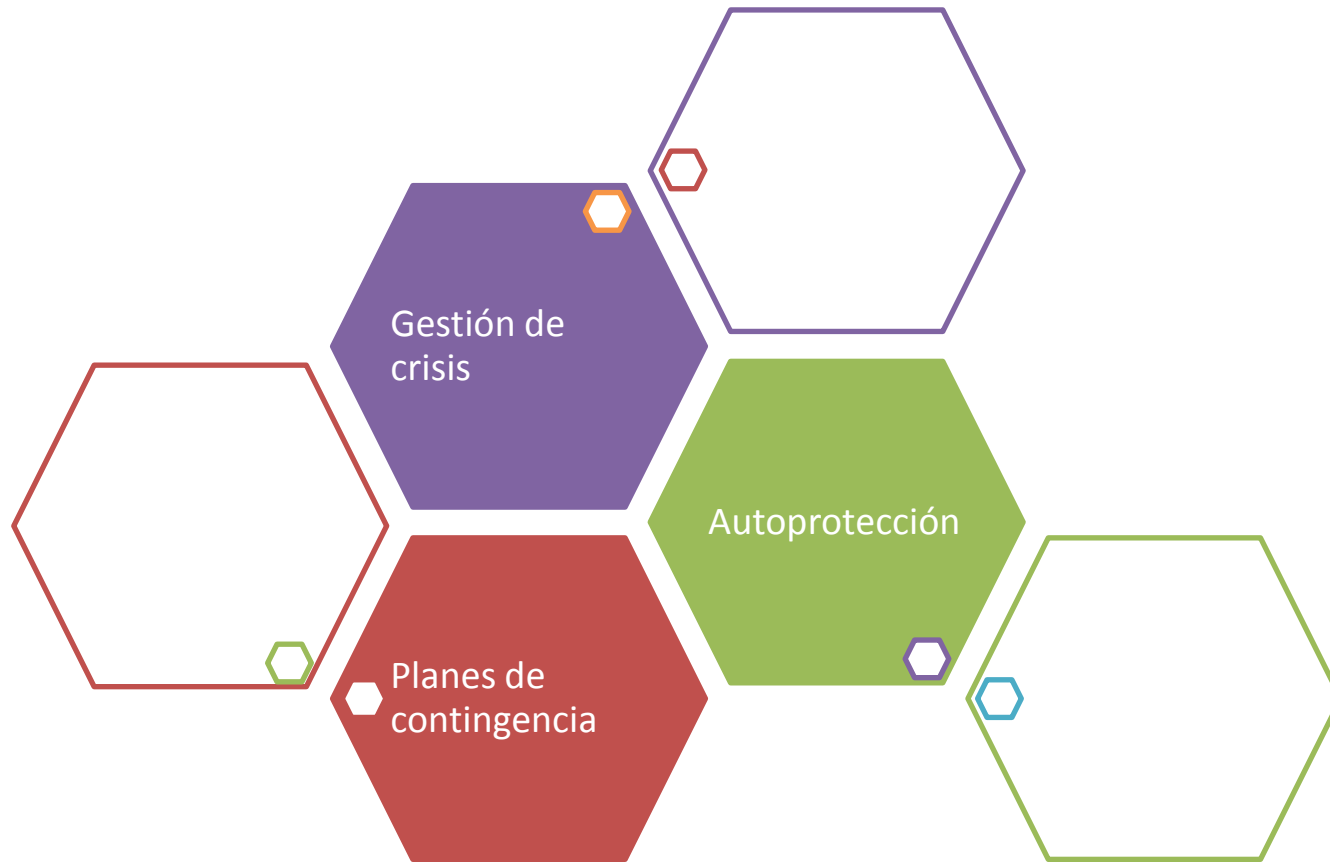 Gestión de
crisis
Autoprotección
Planes de
contingencia